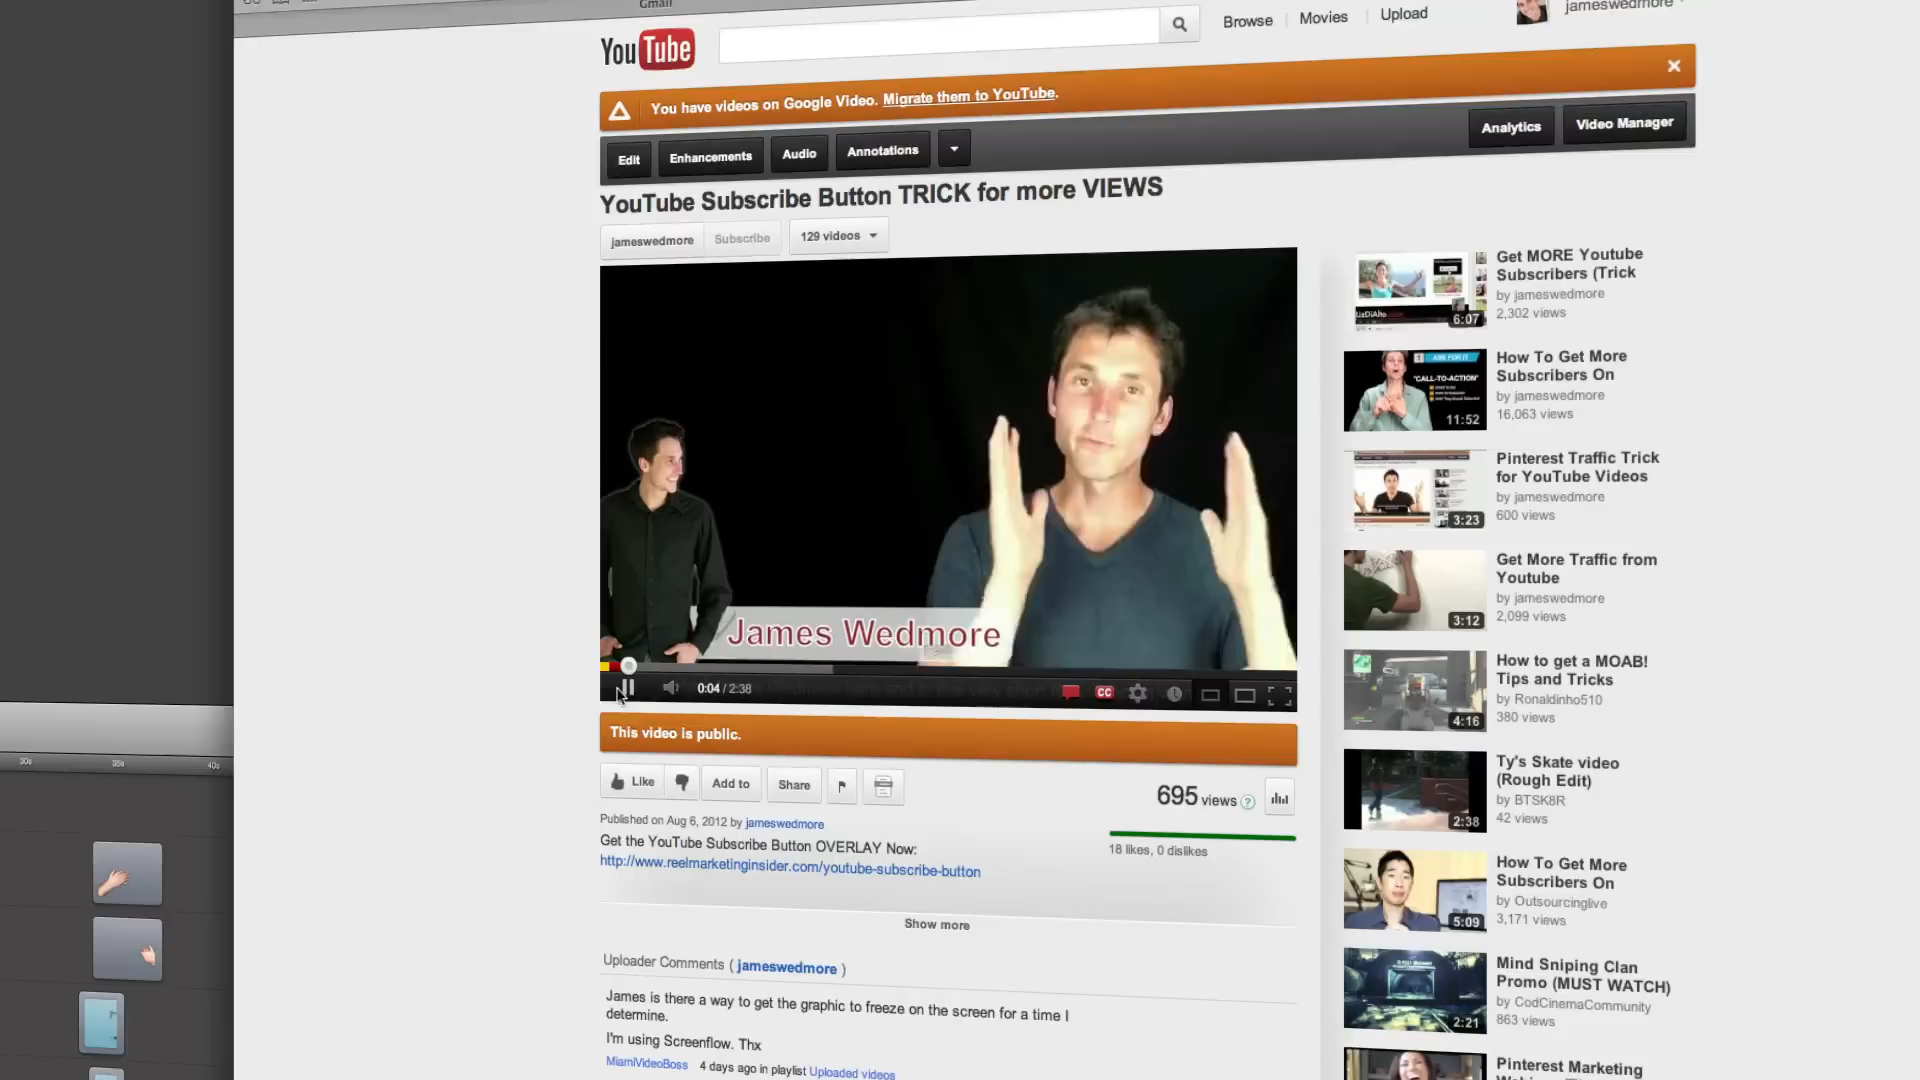 Gmail
YouTube
Browse
Movies
Upload
jameswedmore
You have videos on Google Video. Migrate them to YouTube.
Edit
Enhancements
Audio
Annotations
Analytics
Video Manager
YouTube Subscribe Button TRICK for more VIEWS
jameswedmore
Subscribe
129 videos
James Wedmore
0:04 / 2:38
CC
This video is public.
Like
Add to
Share
695 views ?
Published on Aug 6, 2012 by jameswedmore
Get the YouTube Subscribe Button OVERLAY Now:
http://www.reelmarketinginsider.com/youtube-subscribe-button
18 likes, 0 dislikes
Show more
Uploader Comments ( jameswedmore )
James is there a way to get the graphic to freeze on the screen for a time I
determine.
I'm using Screenflow. Thx
MiamiVideoBoss 4 days ago in playlist Uploaded videos
Get MORE Youtube
Subscribers (Trick
by jameswedmore
2,302 views
6:07
How To Get More
Subscribers On
by jameswedmore
16,063 views
"CALL-TO-ACTION"
11:52
Pinterest Traffic Trick
for YouTube Videos
by jameswedmore
600 views
3:23
Get More Traffic from
Youtube
by jameswedmore
2,099 views
3:12
How to get a MOAB!
Tips and Tricks
by Ronaldinho510
380 views
4:16
Ty's Skate video
(Rough Edit)
by BTSK8R
42 views
2:38
How To Get More
Subscribers On
by Outsourcinglive
3,171 views
5:09
Mind Sniping Clan
Promo (MUST WATCH)
by CodCinemaCommunity
863 views
2:21
Pinterest Marketing
30s
35s
40s